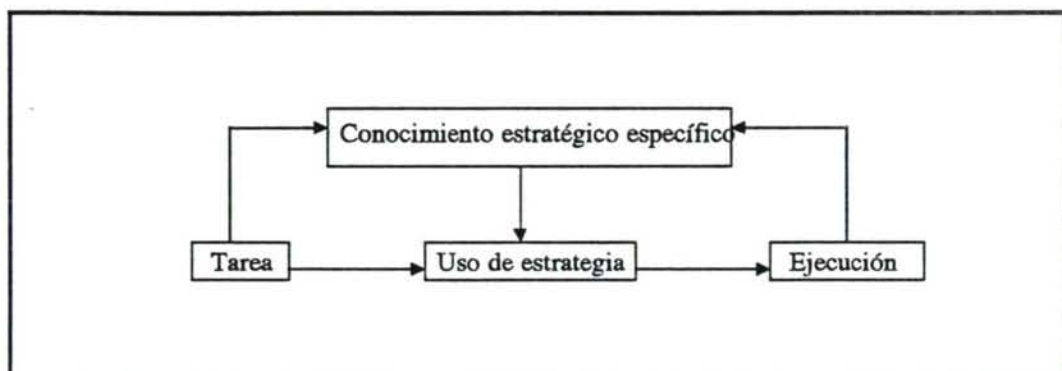 Conocimiento estratégico específico
Tarea
Uso de estrategia
Ejecución